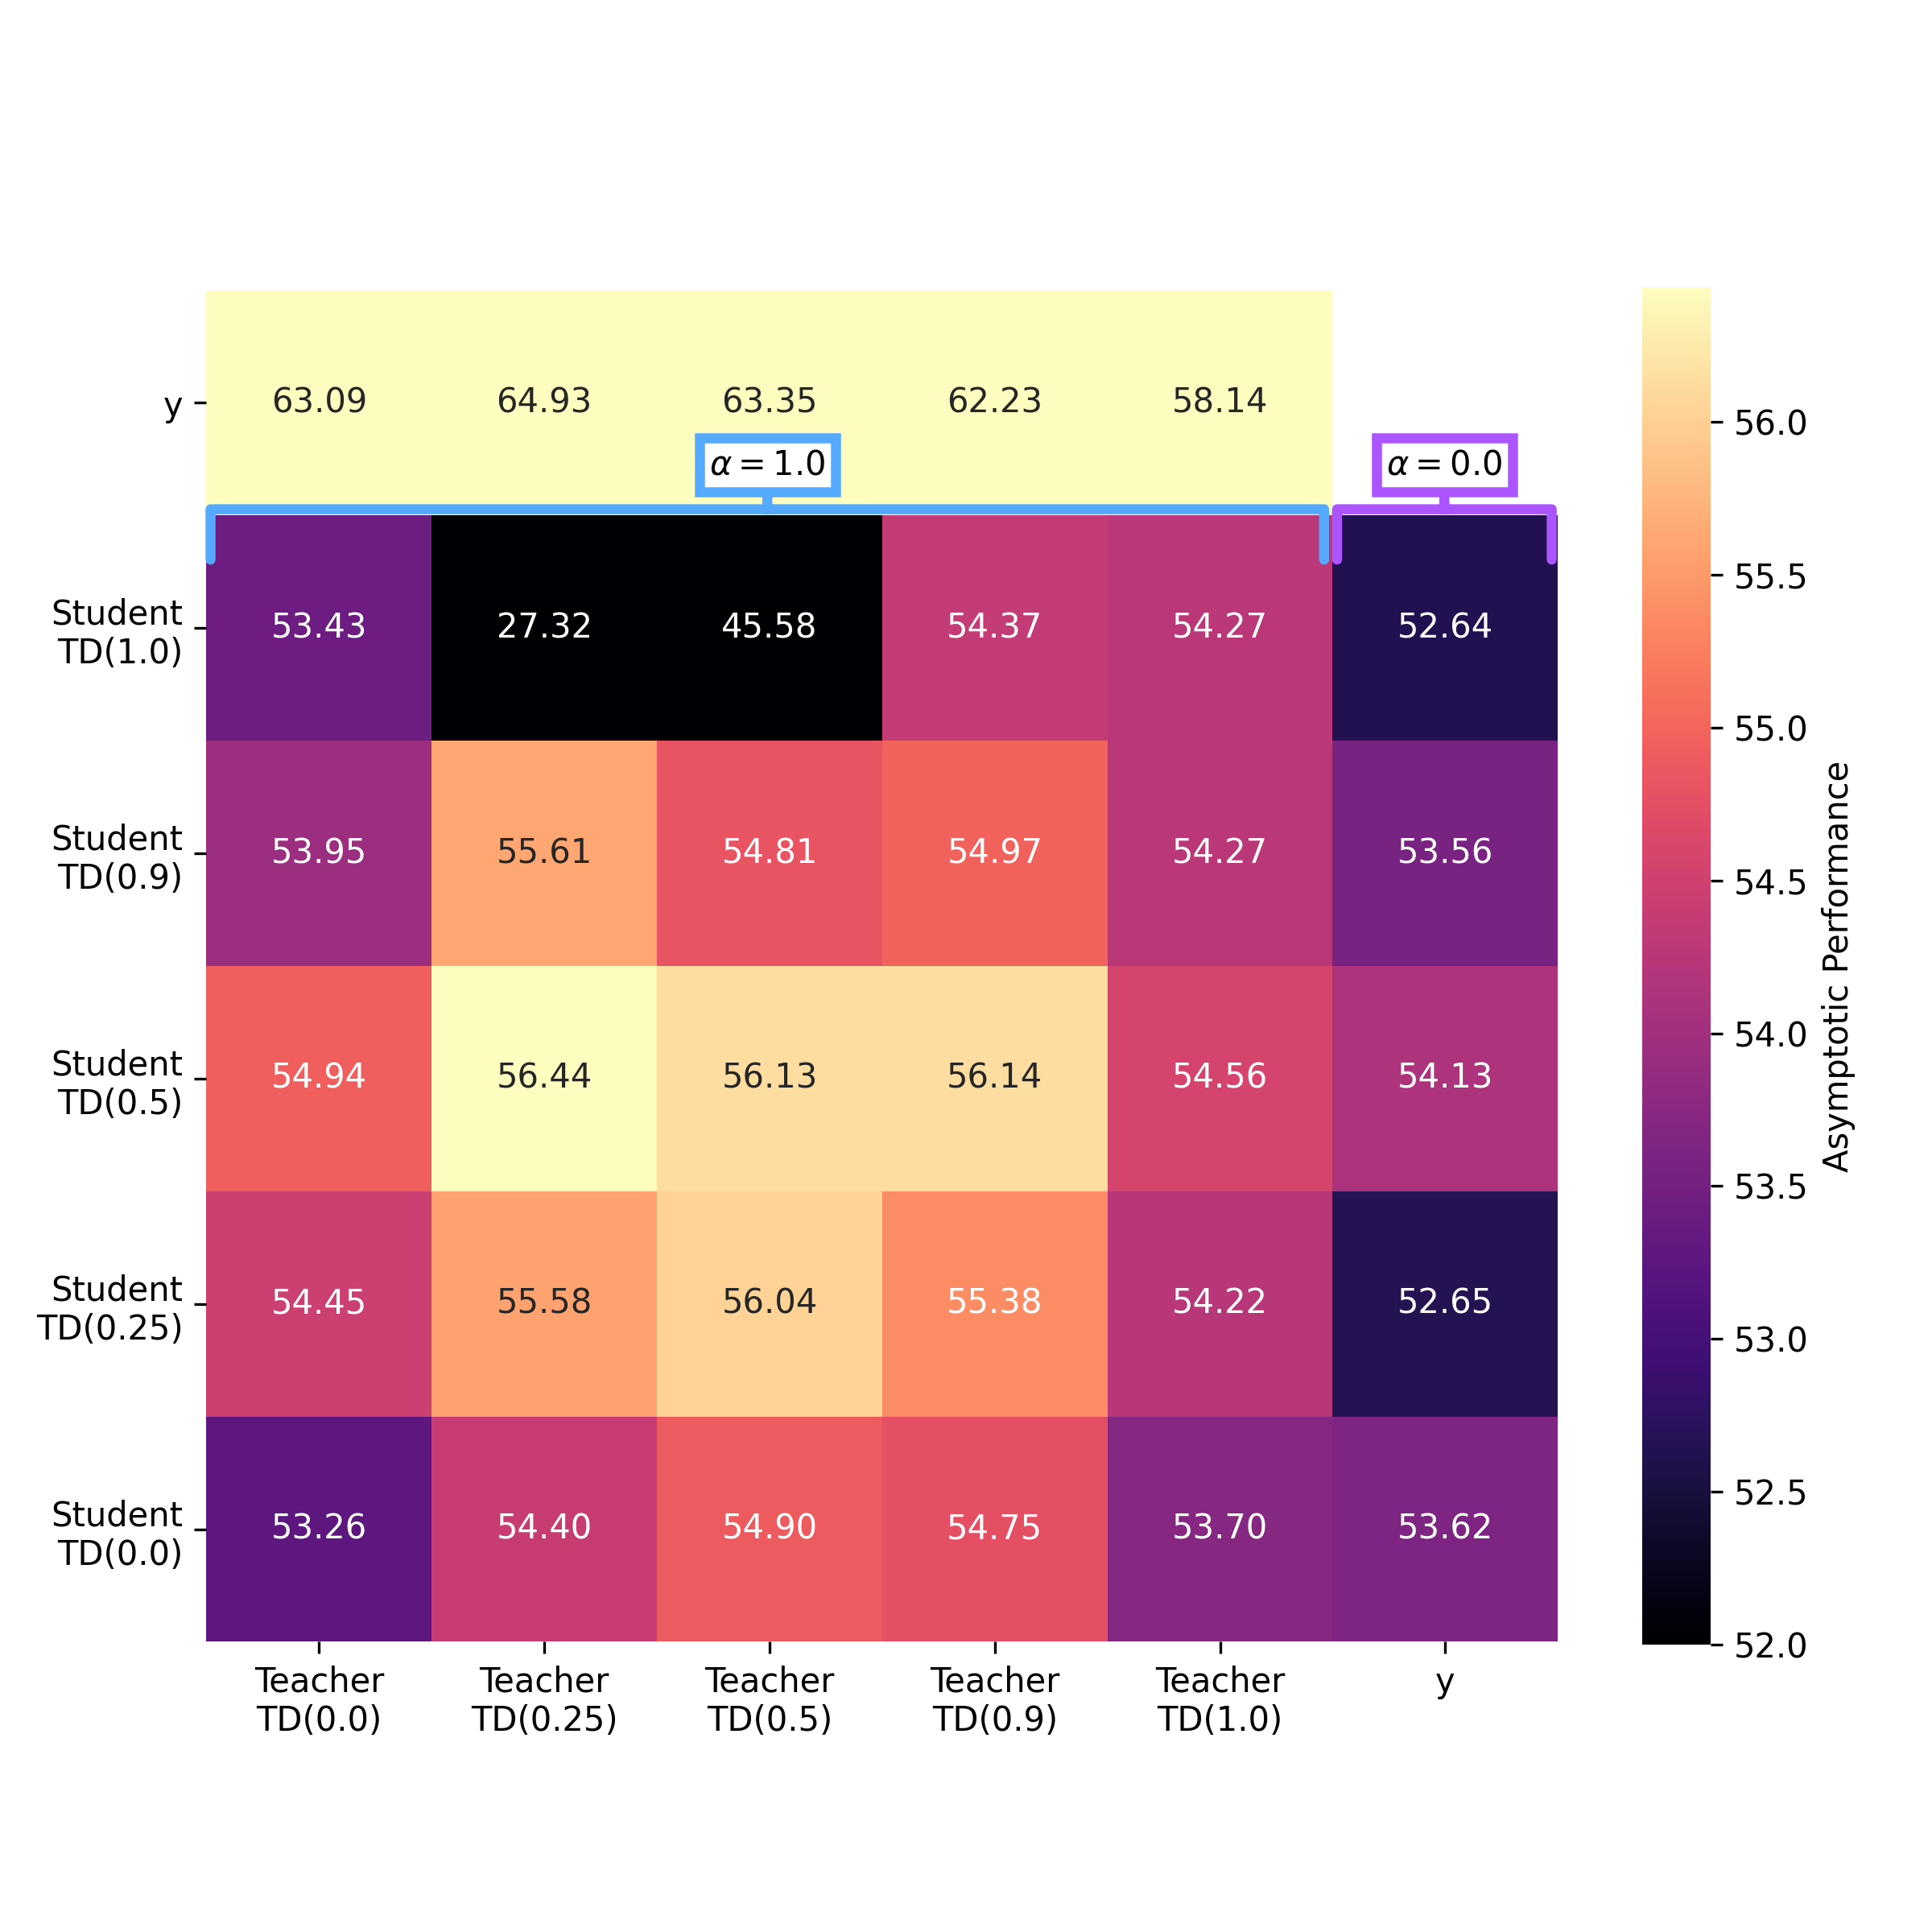 y 63.09 64.93 63.35 62.23 58.14
α = 1.0 α = 0.0
Student
TD(1.0)
53.43 27.32 45.58 54.37 54.27 52.64
Student
TD(0.9)
53.95 55.61 54.81 54.97 54.27 53.56
Student
TD(0.5)
54.94 56.44 56.13 56.14 54.56 54.13
Student
TD(0.25)
54.45 55.58 56.04 55.38 54.22 52.65
Student
TD(0.0)
53.26 54.40 54.90 54.75 53.70 53.62
Teacher
TD(0.0)
Teacher
TD(0.25)
Teacher
TD(0.5)
Teacher
TD(0.9)
Teacher
TD(1.0)
y
56.0
55.5
55.0
54.5
54.0
53.5
53.0
52.5
52.0
Asymptotic Performance